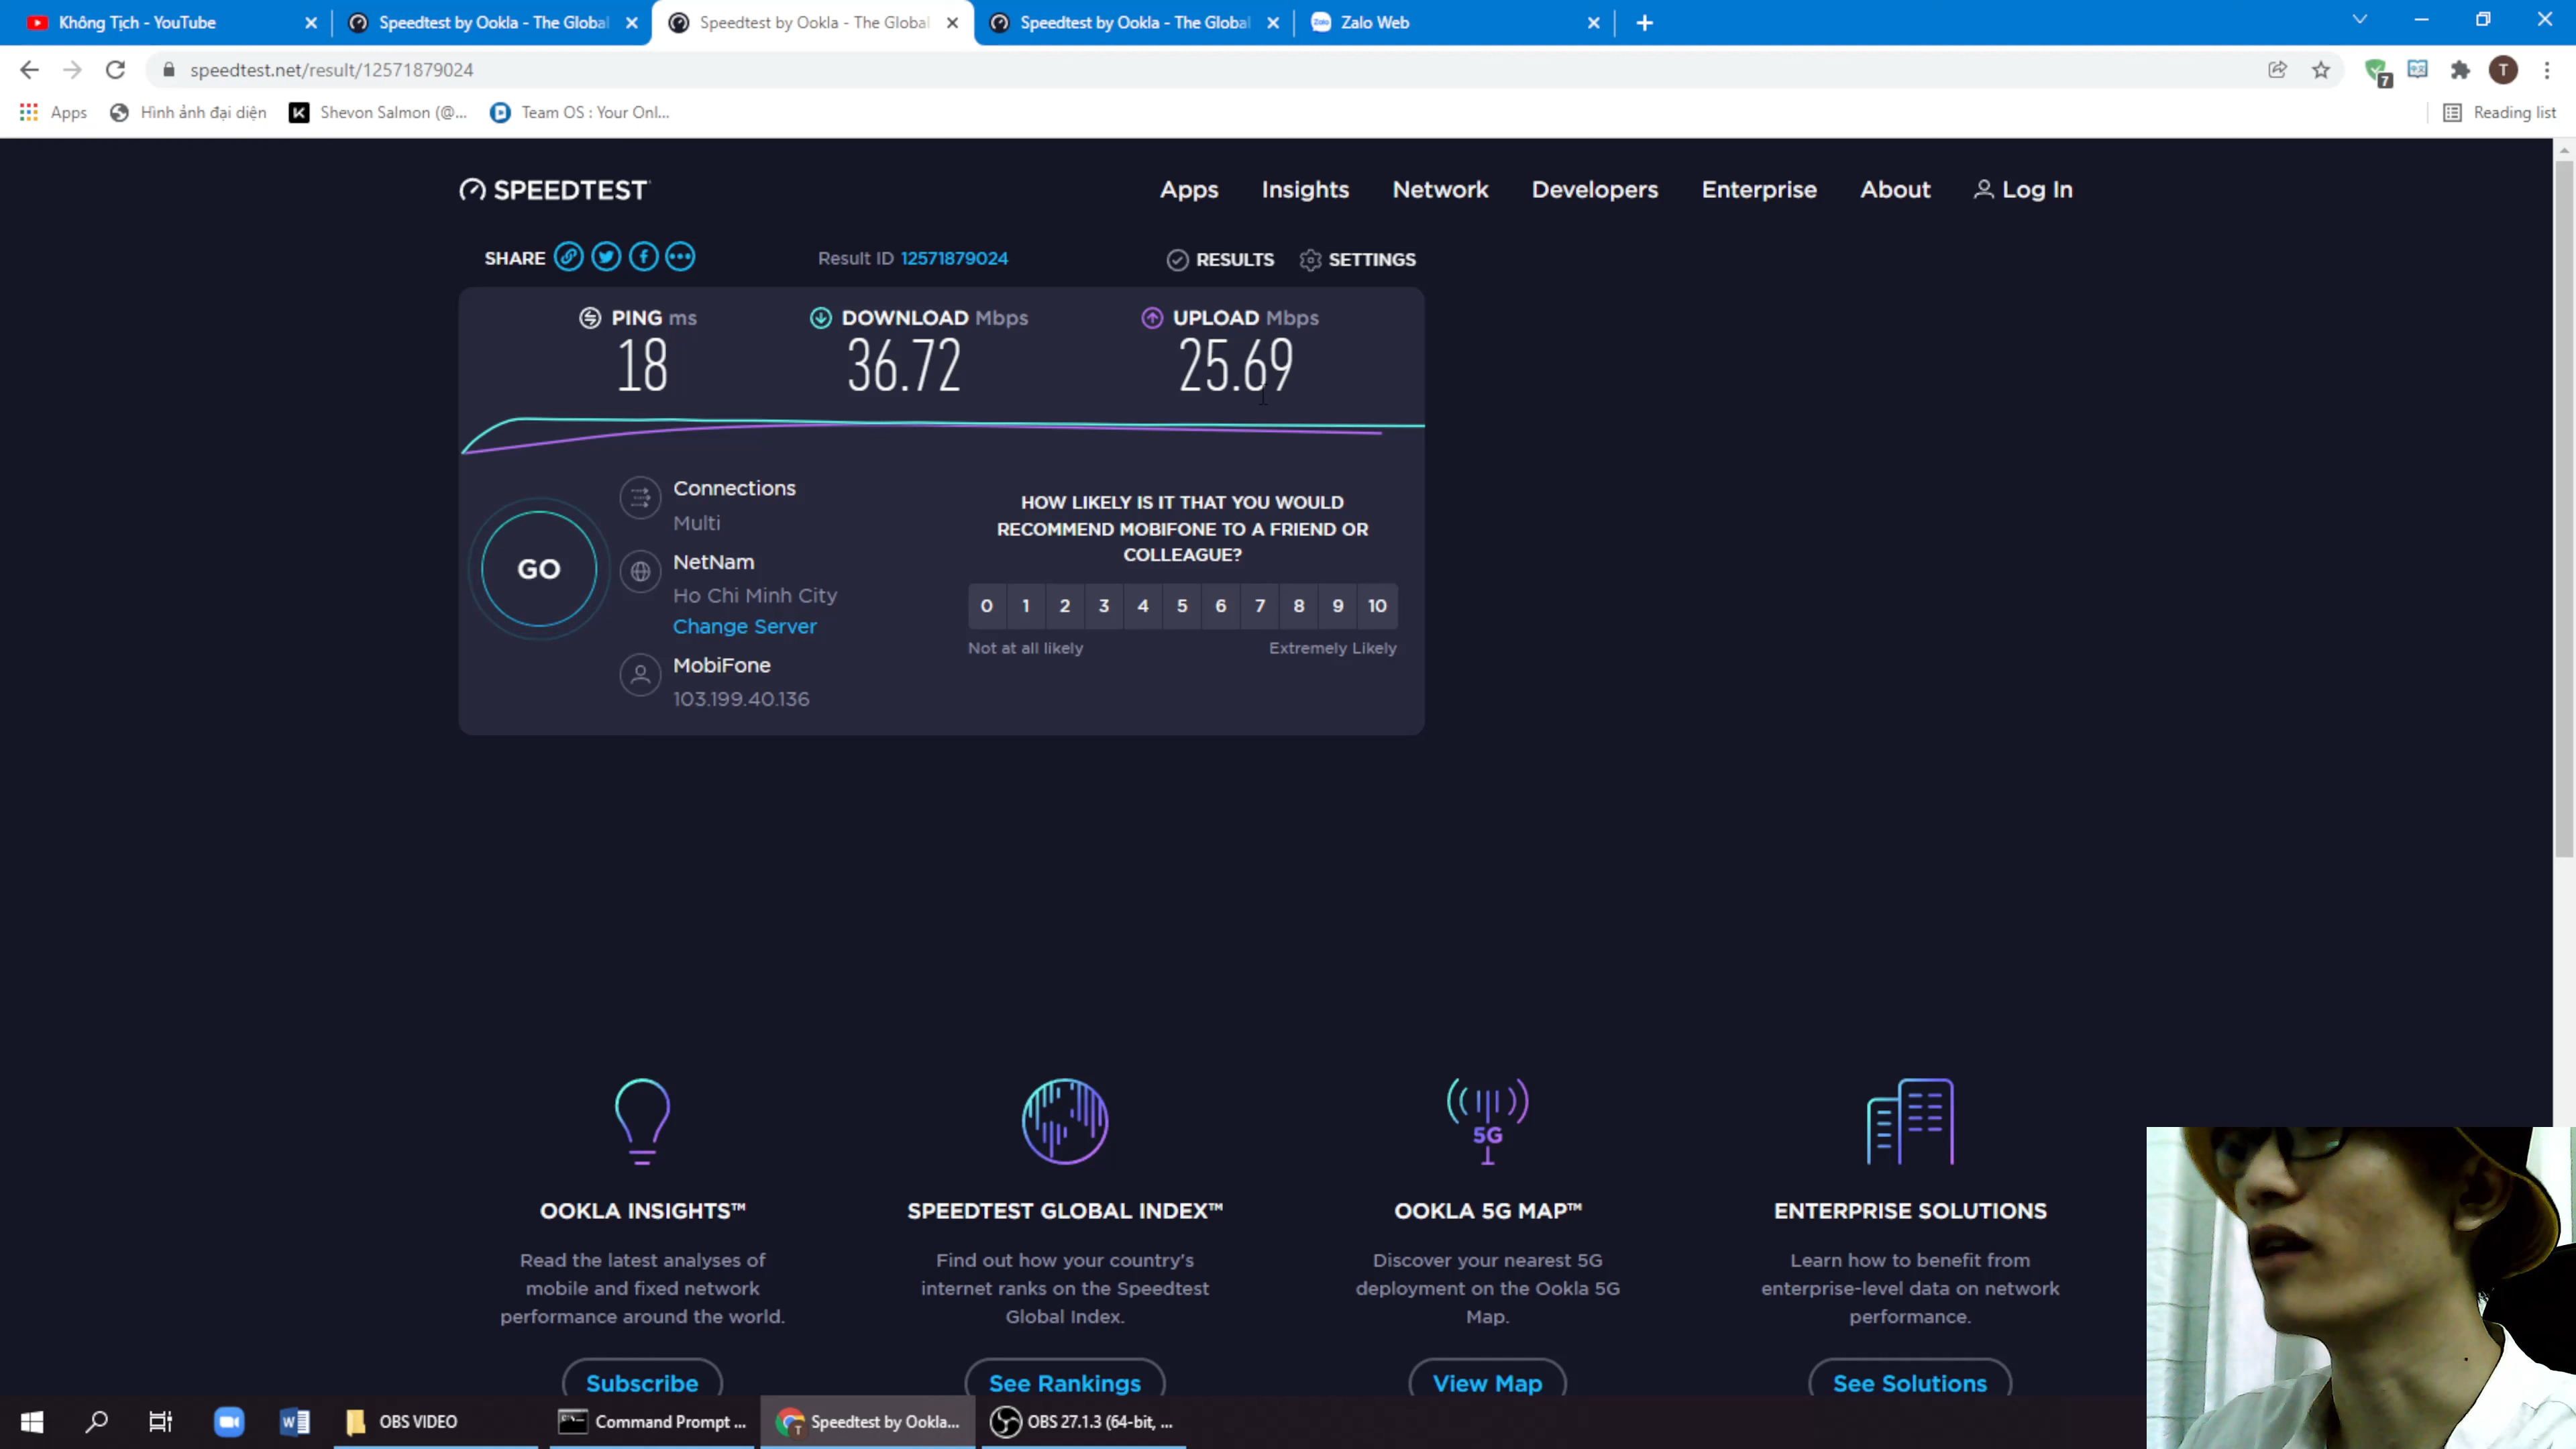 Không Tịch - YouTube
Speedtest by Ookla - The Global
Speedtest by Ookla - The Global
Speedtest by Ookla - The Global
Zalo Web
speedtest.net/result/12571879024
7
T
Apps
Hình ảnh đại diện
Shevon Salmon (@...
Team OS : Your Onl...
Reading list
SPEEDTEST
Apps
Insights
Network
Developers
Enterprise
About
Log In
SHARE
Result ID 12571879024
RESULTS
SETTINGS
PING ms
DOWNLOAD Mbps
UPLOAD Mbps
18
36.72
25.69
GO
Connections
Multi
NetNam
Ho Chi Minh City
Change Server
MobiFone
103.199.40.136
HOW LIKELY IS IT THAT YOU WOULD
RECOMMEND MOBIFONE TO A FRIEND OR
COLLEAGUE?
0 1 2 3 4 5 6 7 8 9 10
Not at all likely
Extremely Likely
5G
OOKLA INSIGHTS™
Read the latest analyses of
mobile and fixed network
performance around the world.
Subscribe
SPEEDTEST GLOBAL INDEX™
Find out how your country's
internet ranks on the Speedtest
Global Index.
See Rankings
OOKLA 5G MAP™
Discover your nearest 5G
deployment on the Ookla 5G
Map.
View Map
ENTERPRISE SOLUTIONS
Learn how to benefit from
enterprise-level data on network
performance.
See Solutions
OBS VIDEO
Command Prompt ...
Speedtest by Ookla...
OBS 27.1.3 (64-bit, ...